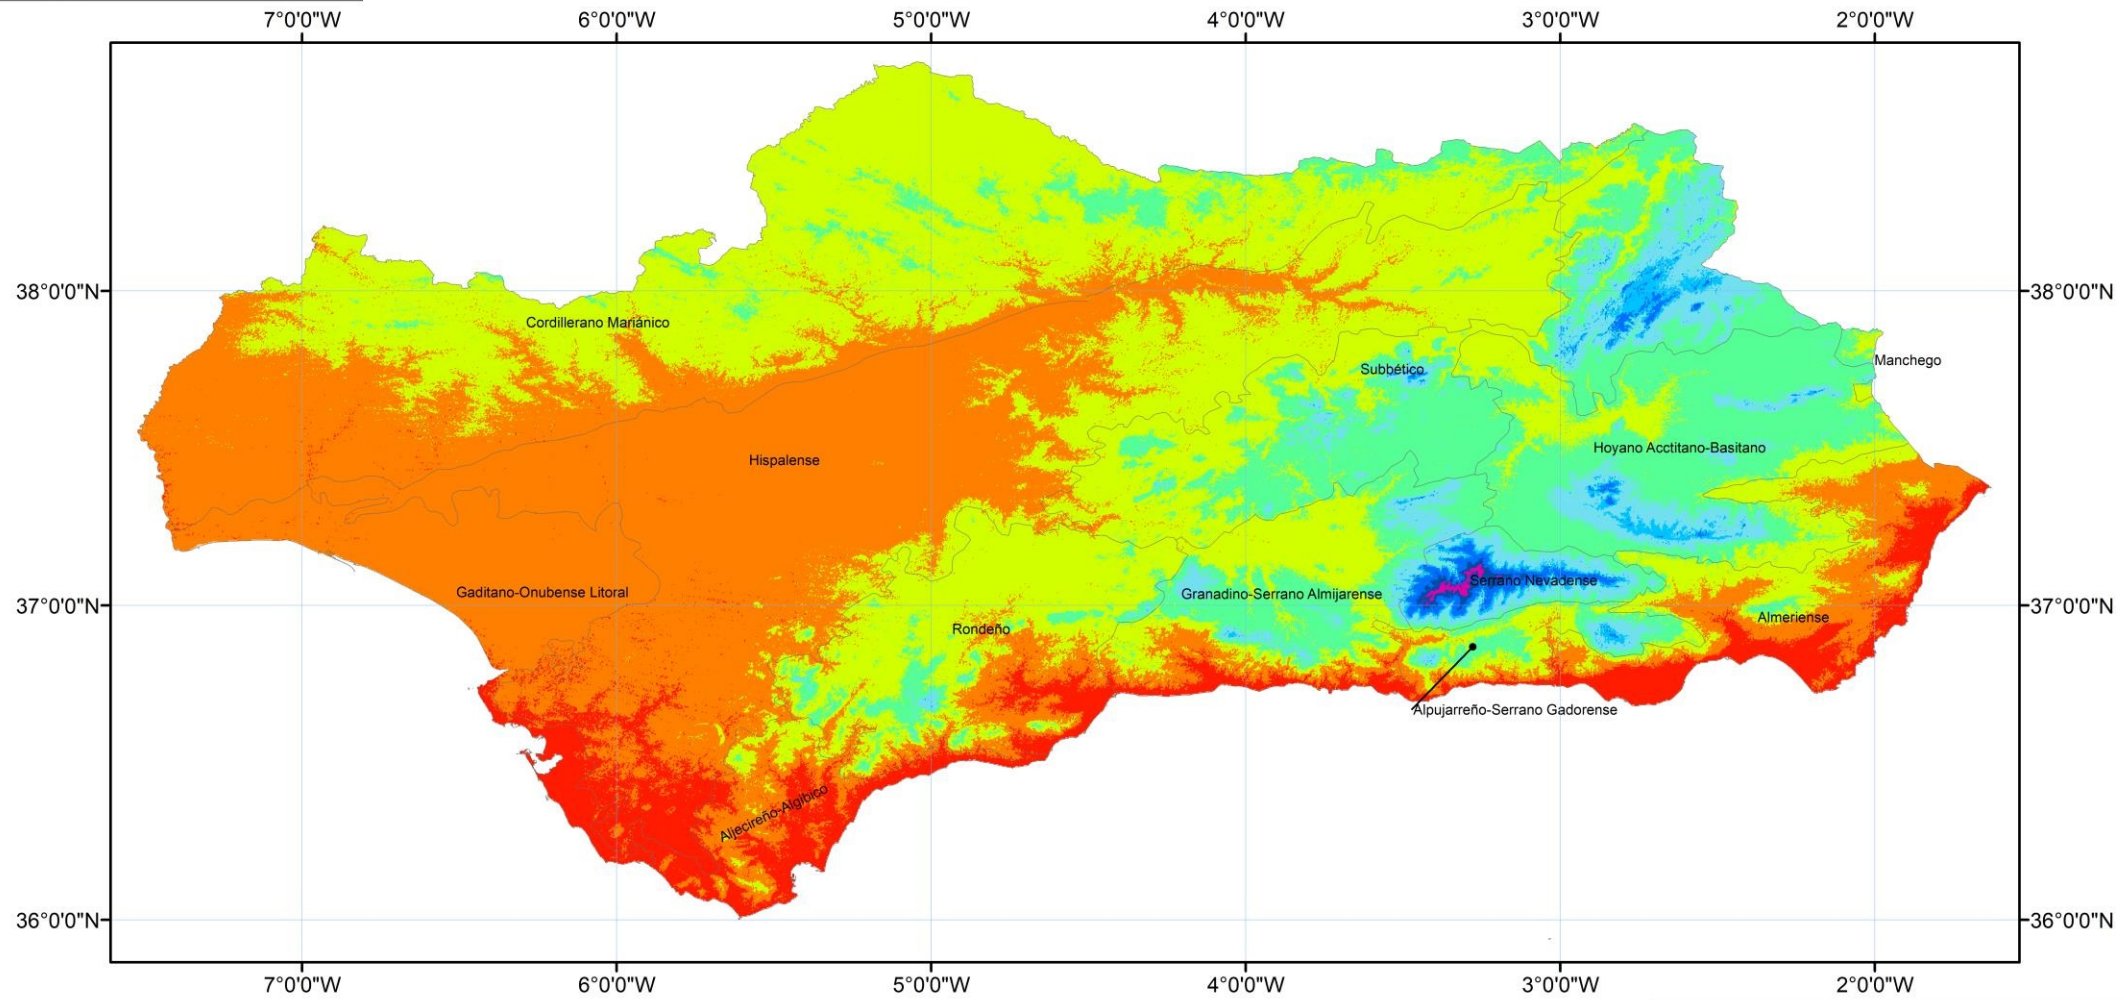 7°0'0"W 6°0'0"W 5°0'0"W 4°0'0"W 3°0'0"W 2°0'0"W
38°0'0"N 38°0'0"N
Cordillerano Mariánico
Manchego
Subbético
Hoyano Acctitano-Basitano
Hispalense
Serrano Nevadense
Gaditano-Onubense Litoral
Granadino-Serrano Almijarense
37°0'0"N 37°0'0"N
Almeriense
Rondeño
Alpujarreño-Serrano Gadorense
Aljecireño-Algibico
36°0'0"N 36°0'0"N
7°0'0"W 6°0'0"W 5°0'0"W 4°0'0"W 3°0'0"W 2°0'0"W